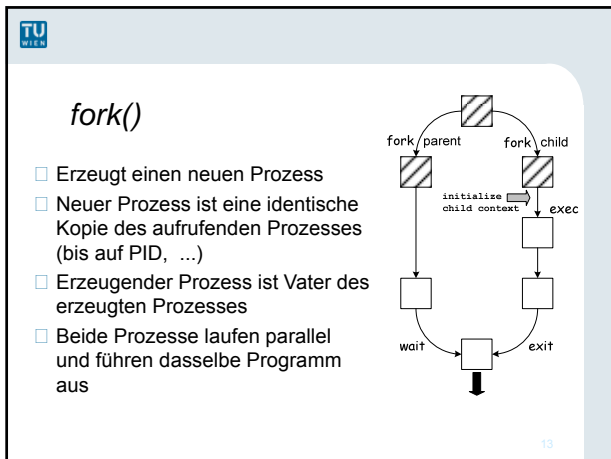 TU
WIEN
fork()
Erzeugt einen neuen Prozess
Neuer Prozess ist eine identische
Kopie des aufrufenden Prozesses
(bis auf PID, ...)
Erzeugender Prozess ist Vater des
erzeugten Prozesses
Beide Prozesse laufen parallel
und führen dasselbe Programm
aus
fork parent
fork child
initialize
child context
exec
wait
exit
13